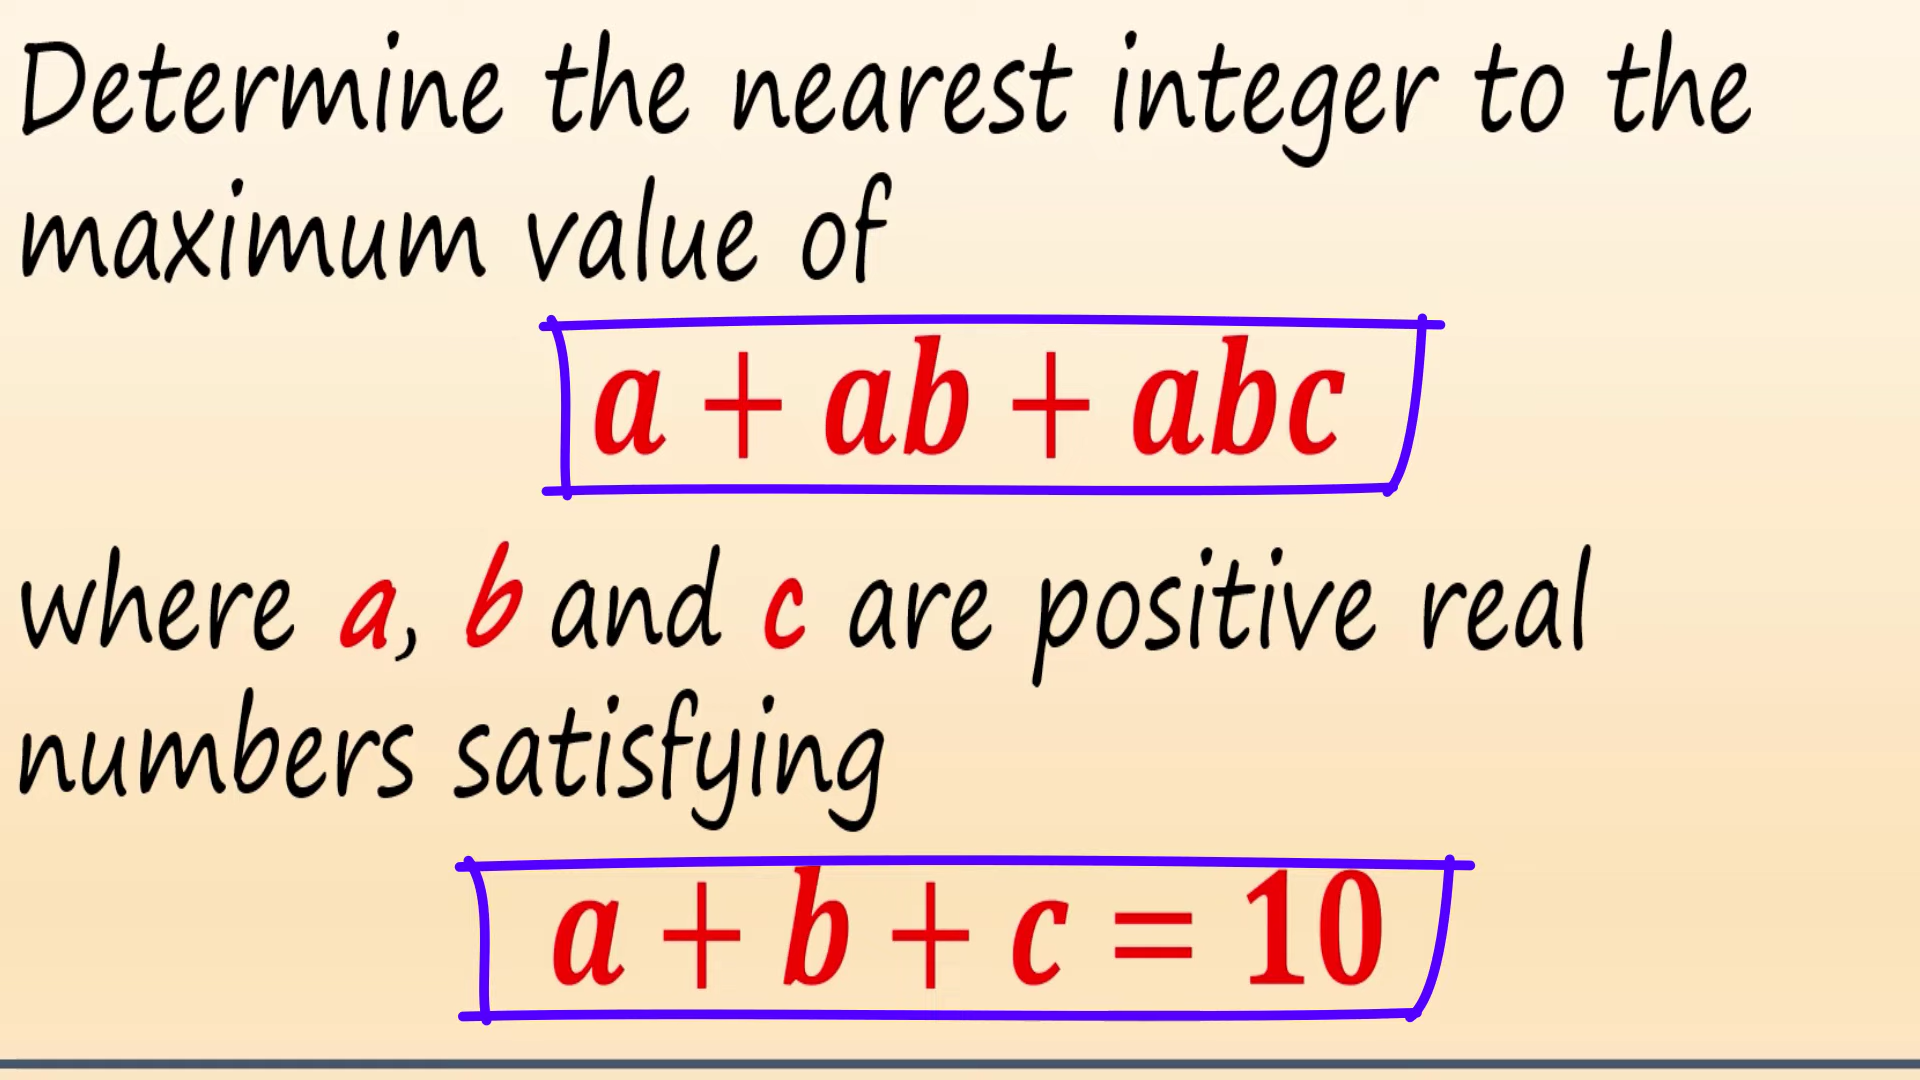 Determine the nearest integer to the
maximum value of
a + ab + abc
where a, b and c are positive real
numbers satisfying
a + b + c = 10